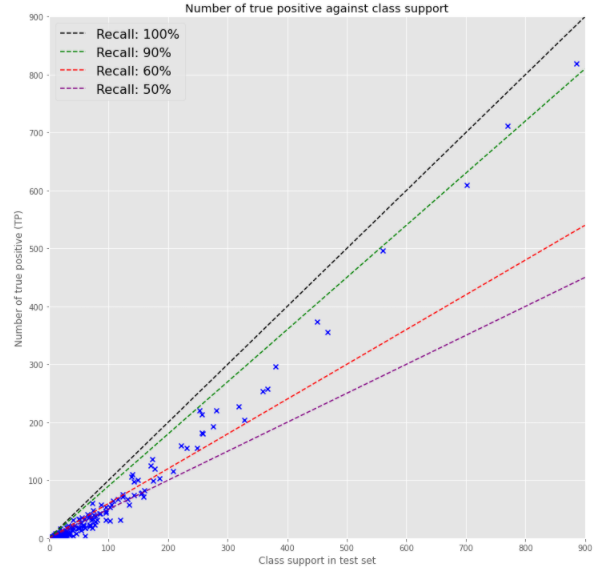 Number of true positive against class support
Recall: 100%
Recall: 90%
Recall: 60%
Recall: 50%
Number of true positive (TP)
900
800
700
600
500
400
300
200
100
0
0 100 200 300 400 500 600 700 800 900
Class support in test set